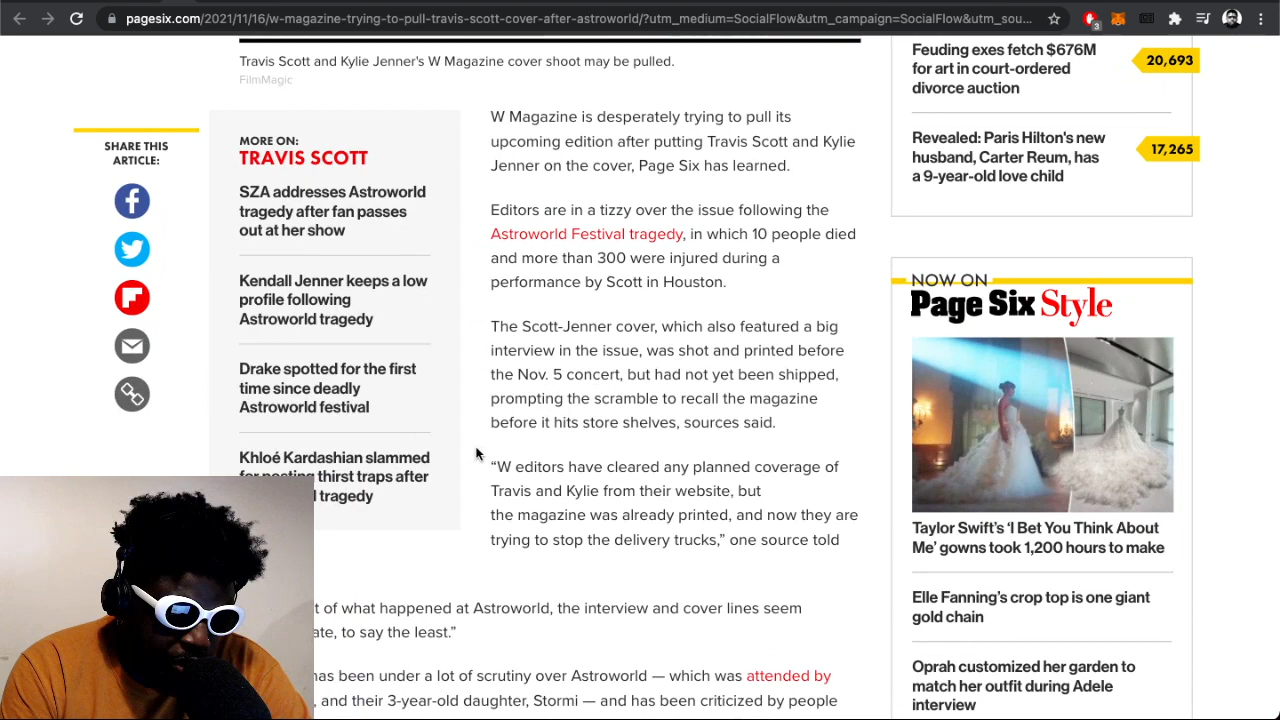 pagesix.com/2021/11/16/w-magazine-trying-to-pull-travis-scott-cover-after-astroworld/?utm_medium=SocialFlow&utm_campaign=SocialFlow&utm_sou...
3
Travis Scott and Kylie Jenner's W Magazine cover shoot may be pulled.
FilmMagic
SHARE THIS
ARTICLE:
MORE ON:
TRAVIS SCOTT
SZA addresses Astroworld
tragedy after fan passes
out at her show
Kendall Jenner keeps a low
profile following
Astroworld tragedy
Drake spotted for the first
time since deadly
Astroworld festival
Khloé Kardashian slammed
thirst traps after
tragedy
W Magazine is desperately trying to pull its
upcoming edition after putting Travis Scott and Kylie
Jenner on the cover, Page Six has learned.
Editors are in a tizzy over the issue following the
Astroworld Festival tragedy, in which 10 people died
and more than 300 were injured during a
performance by Scott in Houston.
The Scott-Jenner cover, which also featured a big
interview in the issue, was shot and printed before
the Nov. 5 concert, but had not yet been shipped,
prompting the scramble to recall the magazine
before it hits store shelves, sources said.
“W editors have cleared any planned coverage of
Travis and Kylie from their website, but
the magazine was already printed, and now they are
trying to stop the delivery trucks,” one source told
of what happened at Astroworld, the interview and cover lines seem
to say the least.”
has been under a lot of scrutiny over Astroworld — which was attended by
and their 3-year-old daughter, Stormi — and has been criticized by people
Feuding exes fetch $676M
for art in court-ordered
divorce auction
20,693
Revealed: Paris Hilton's new
husband, Carter Reum, has
a 9-year-old love child
17,265
NOW ON
Page Six Style
Taylor Swift’s ‘I Bet You Think About
Me’ gowns took 1,200 hours to make
Elle Fanning’s crop top is one giant
gold chain
Oprah customized her garden to
match her outfit during Adele
interview